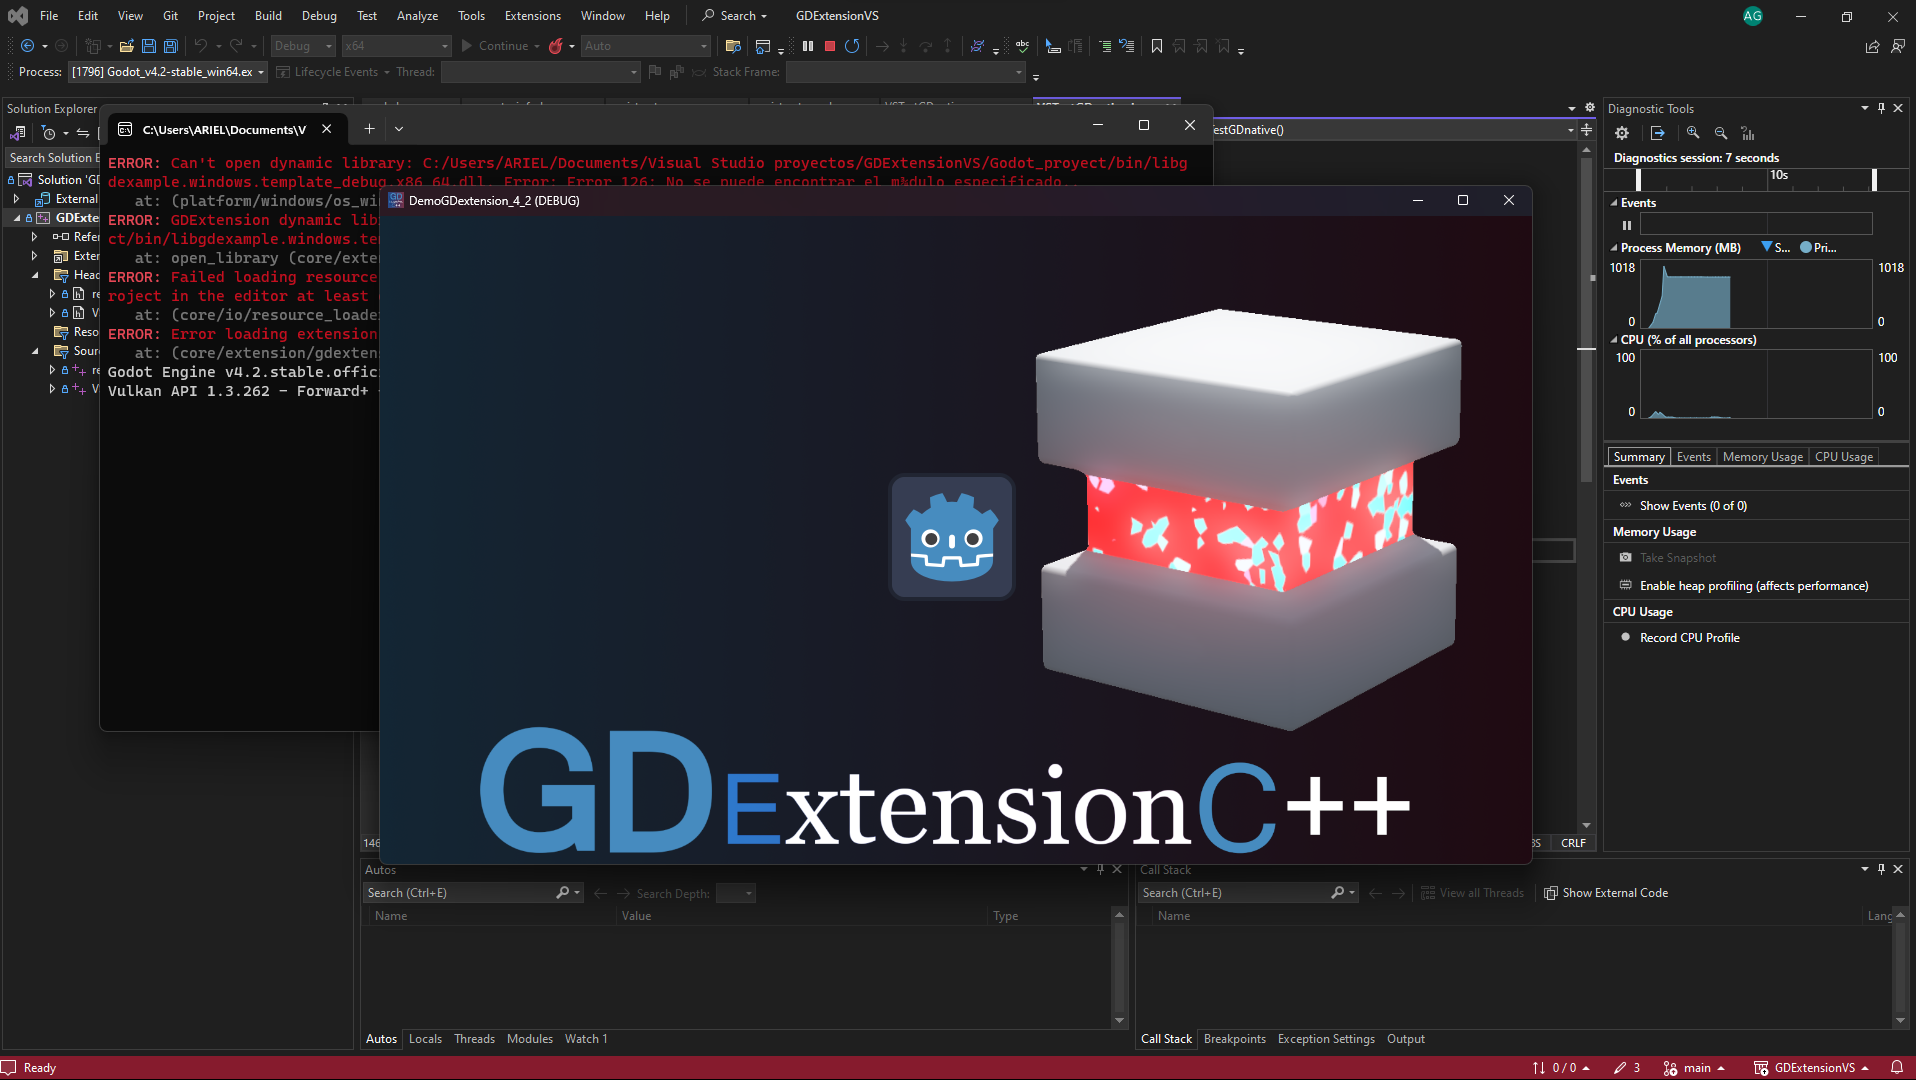 File Edit View Git Project Build Debug Test Analyze Tools Extensions Window Help Search GDExtensionVS AG
Debug x64 Continue Auto
Process: [1796] Godot_v4.2-stable_win64.ex Lifecycle Events Thread: Stack Frame:
Solution Explorer
Search Solution E
Solution 'GD
External
GDExte
Refer
Exter
Head
Reso
Sourc
C:\Users\ARIEL\Documents\V
ERROR: Can't open dynamic library: C:/Users/ARIEL/Documents/Visual Studio proyectos/GDExtensionVS/Godot_proyect/bin/libg
dexample.windows.template_debug.x86_64.dll. Error: Error 126: No se puede encontrar el m¾dulo especificado..
at: (platform/windows/os_wi
ERROR: GDExtension dynamic lib
ct/bin/libgdexample.windows.te
at: open_library (core/exten
ERROR: Failed loading resource
roject in the editor at least
at: (core/io/resource_loade
ERROR: Error loading extension
at: (core/extension/gdexten
Godot Engine v4.2.stable.offic
Vulkan API 1.3.262 - Forward+
DemoGDextension_4_2 (DEBUG)
GDExtensionC++
estGDnative()
146
BS CRLF
Diagnostic Tools
Diagnostics session: 7 seconds
10s
Events
Process Memory (MB) S... Pri...
1018 1018
0 0
CPU (% of all processors)
100 100
0 0
Summary Events Memory Usage CPU Usage
Events
Show Events (0 of 0)
Memory Usage
Take Snapshot
Enable heap profiling (affects performance)
CPU Usage
Record CPU Profile
Autos
Search (Ctrl+E) Search Depth:
Name Value Type
Autos Locals Threads Modules Watch 1
Call Stack
Search (Ctrl+E) View all Threads Show External Code
Name Lang
Call Stack Breakpoints Exception Settings Output
Ready 0 / 0 3 main GDExtensionVS